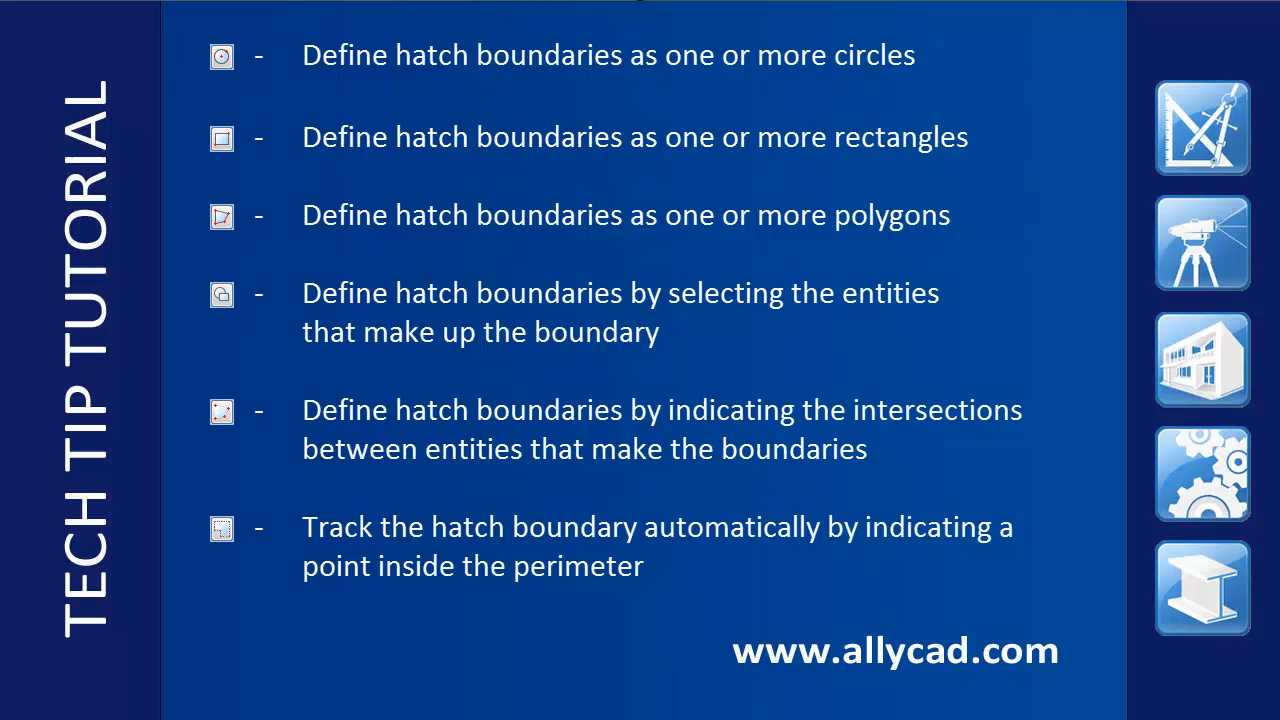 TECH TIP TUTORIAL
- Define hatch boundaries as one or more circles
- Define hatch boundaries as one or more rectangles
- Define hatch boundaries as one or more polygons
- Define hatch boundaries by selecting the entities
that make up the boundary
- Define hatch boundaries by indicating the intersections
between entities that make the boundaries
- Track the hatch boundary automatically by indicating a
point inside the perimeter
www.allycad.com